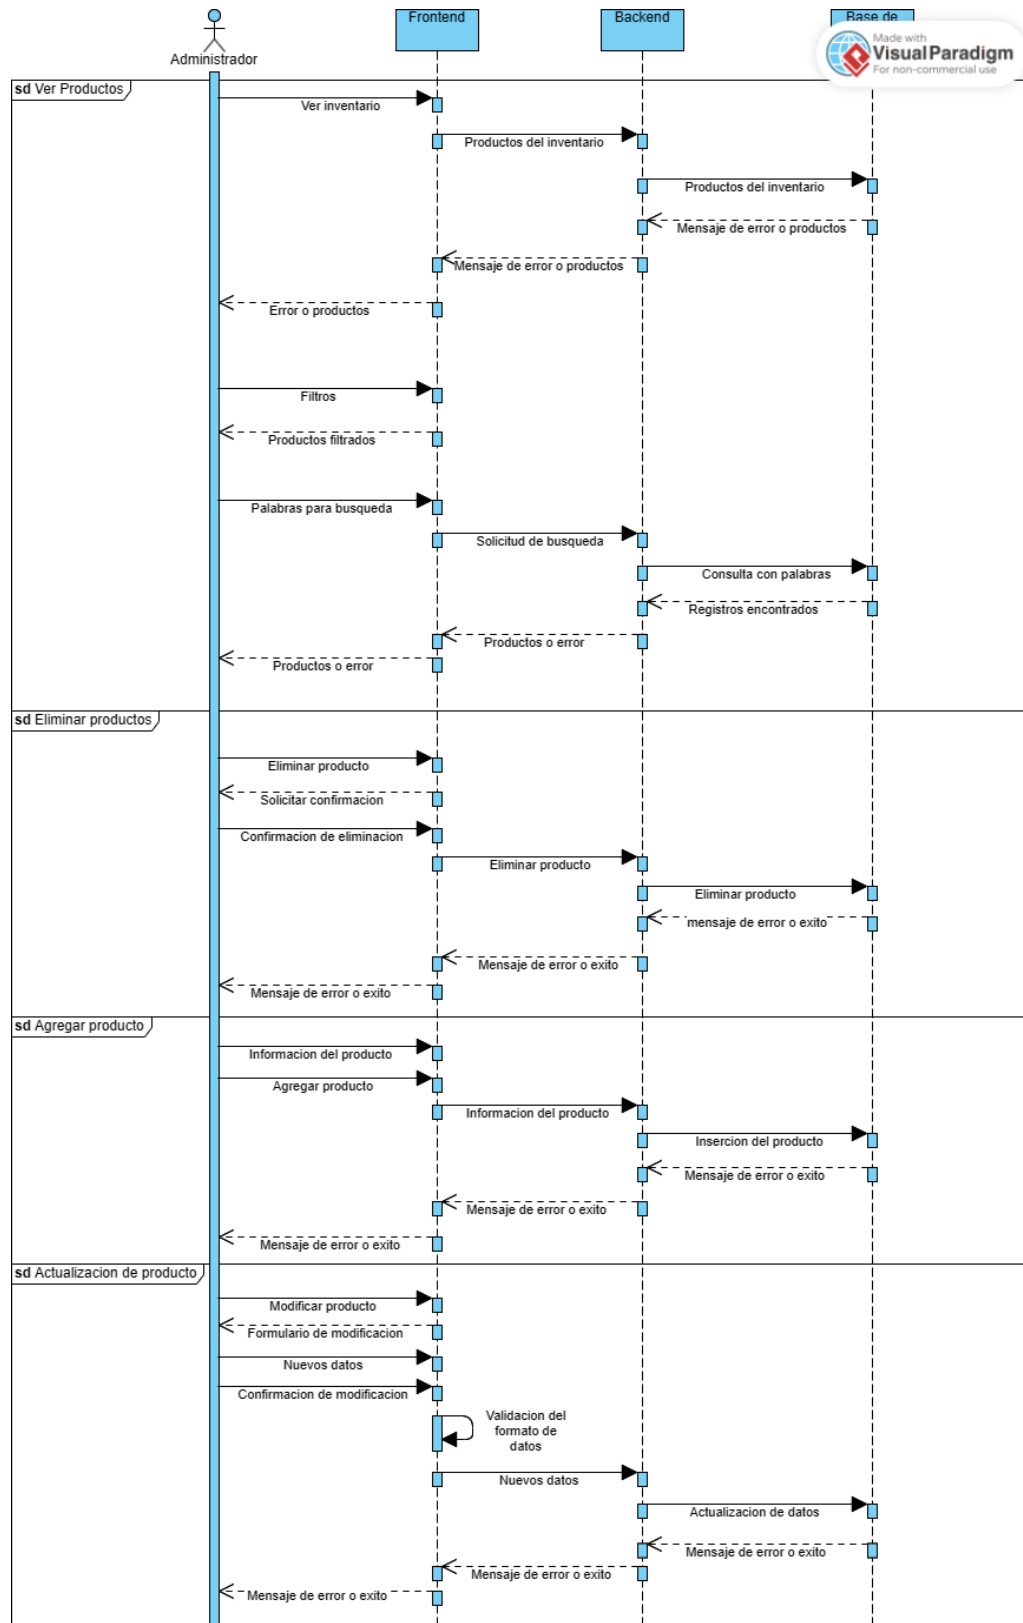 Administrador
Frontend
Backend
Base de
Made with
Visual Paradigm
For non-commercial use
sd Ver Productos
Ver inventario
Productos del inventario
Productos del inventario
Mensaje de error o productos
Mensaje de error o productos
Error o productos
Filtros
Productos filtrados
Palabras para busqueda
Solicitud de busqueda
Consulta con palabras
Registros encontrados
Productos o error
Productos o error
sd Eliminar productos
Eliminar producto
Solicitar confirmacion
Confirmacion de eliminacion
Eliminar producto
Eliminar producto
mensaje de error o exito
Mensaje de error o exito
Mensaje de error o exito
sd Agregar producto
Informacion del producto
Agregar producto
Informacion del producto
Insercion del producto
Mensaje de error o exito
Mensaje de error o exito
Mensaje de error o exito
sd Actualizacion de producto
Modificar producto
Formulario de modificacion
Nuevos datos
Confirmacion de modificacion
Validacion del
formato de
datos
Nuevos datos
Actualizacion de datos
Mensaje de error o exito
Mensaje de error o exito
Mensaje de error o exito